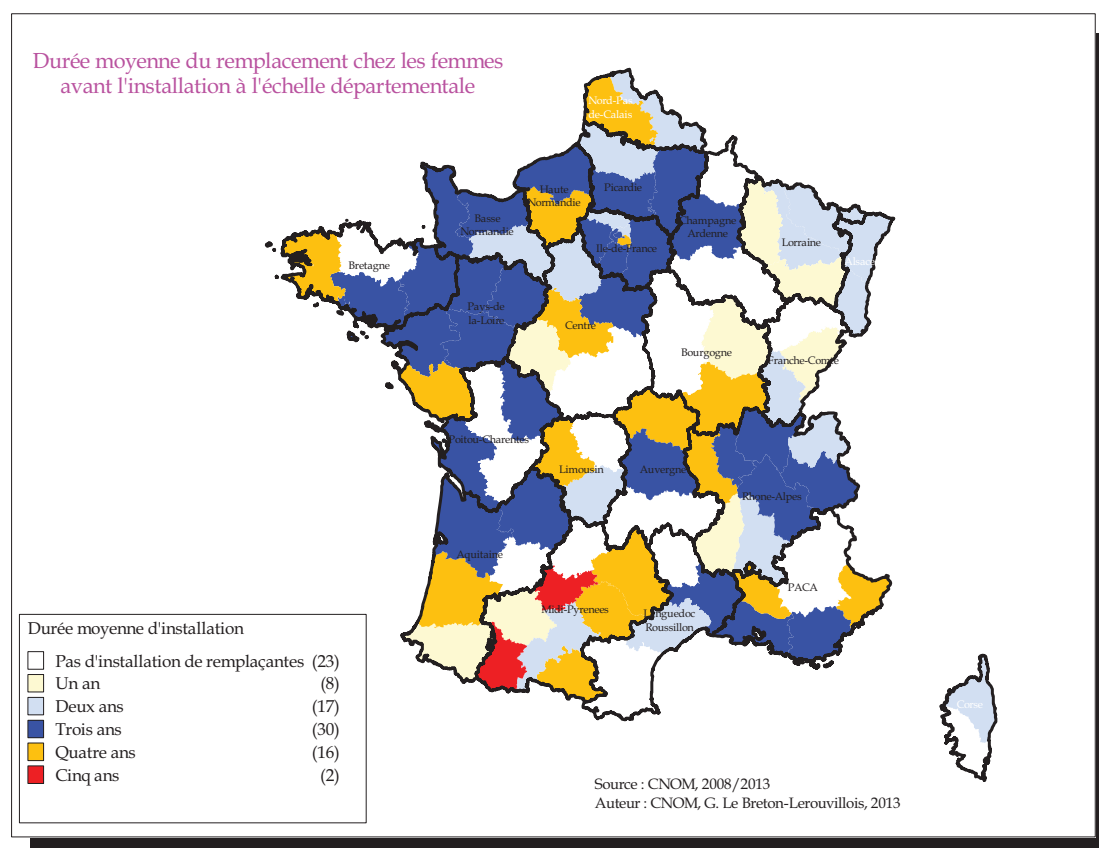 Durée moyenne du remplacement chez les femmes
avant l'installation à l'échelle départementale
Nord-Pas
de-Calais
Haute
Normandie
Picardie
Basse
Normandie
Champagne
Ardenne
Ile-de-France
Lorraine
Alsace
Bretagne
Pays-de
la-Loire
Centre
Bourgogne
Franche-Comté
Poitou-Charentes
Limousin
Auvergne
Rhone-Alpes
Aquitaine
PACA
Midi-Pyrenees
Languedoc
Roussillon
Corse
Durée moyenne d'installation
Pas d'installation de remplaçantes (23)
Un an (8)
Deux ans (17)
Trois ans (30)
Quatre ans (16)
Cinq ans (2)
Source : CNOM, 2008/2013
Auteur : CNOM, G. Le Breton-Lerouvillois, 2013